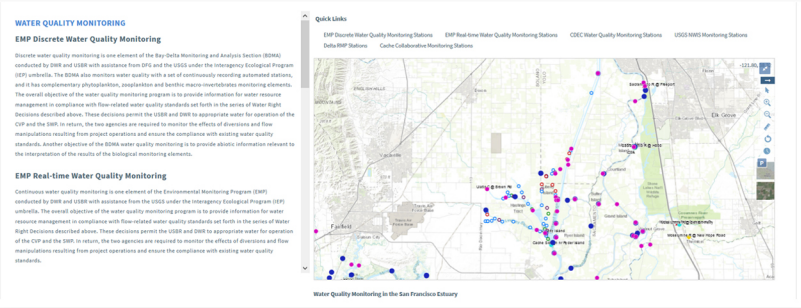 WATER QUALITY MONITORING
EMP Discrete Water Quality Monitoring
Discrete water quality monitoring is one element of the Bay-Delta Monitoring and Analysis Section (BDMA)
conducted by DWR and USBR with assistance from DFG and the USGS under the Interagency Ecological Program
(IEP) umbrella. The BDMA also monitors water quality with a set of continuously recording automated stations,
and it has complementary phytoplankton, zooplankton and benthic macro-invertebrates monitoring elements.
The overall objective of the water quality monitoring program is to provide information for water resource
management in compliance with flow-related water quality standards set forth in the series of Water Right
Decisions described above. These decisions permit the USBR and DWR to appropriate water for operation of the
CVP and the SWP. In return, the two agencies are required to monitor the effects of diversions and flow
manipulations resulting from project operations and ensure the compliance with existing water quality
standards. Another objective of the BDMA water quality monitoring is to provide abiotic information relevant to
the interpretation of the results of the biological monitoring elements.
EMP Real-time Water Quality Monitoring
Continuous water quality monitoring is one element of the Environmental Monitoring Program (EMP)
conducted by DWR and USBR with assistance from the USGS under the Interagency Ecological Program (IEP)
umbrella. The overall objective of the water quality monitoring program is to provide information for water
resource management in compliance with flow-related water quality standards set forth in the series of Water
Right Decisions described above. These decisions permit the USBR and DWR to appropriate water for operation
of the CVP and the SWP. In return, the two agencies are required to monitor the effects of diversions and flow
manipulations resulting from project operations and ensure the compliance with existing water quality
standards.
Quick Links
EMP Discrete Water Quality Monitoring Stations
EMP Real-time Water Quality Monitoring Stations
CDEC Water Quality Monitoring Stations
USGS NWIS Monitoring Stations
Delta RMP Stations
Cache Collaborative Monitoring Stations
ENGLISH HILLS
Vacaville
Elk Grove
Courtland
Fairfield
Thornton
Water Quality Monitoring in the San Francisco Estuary